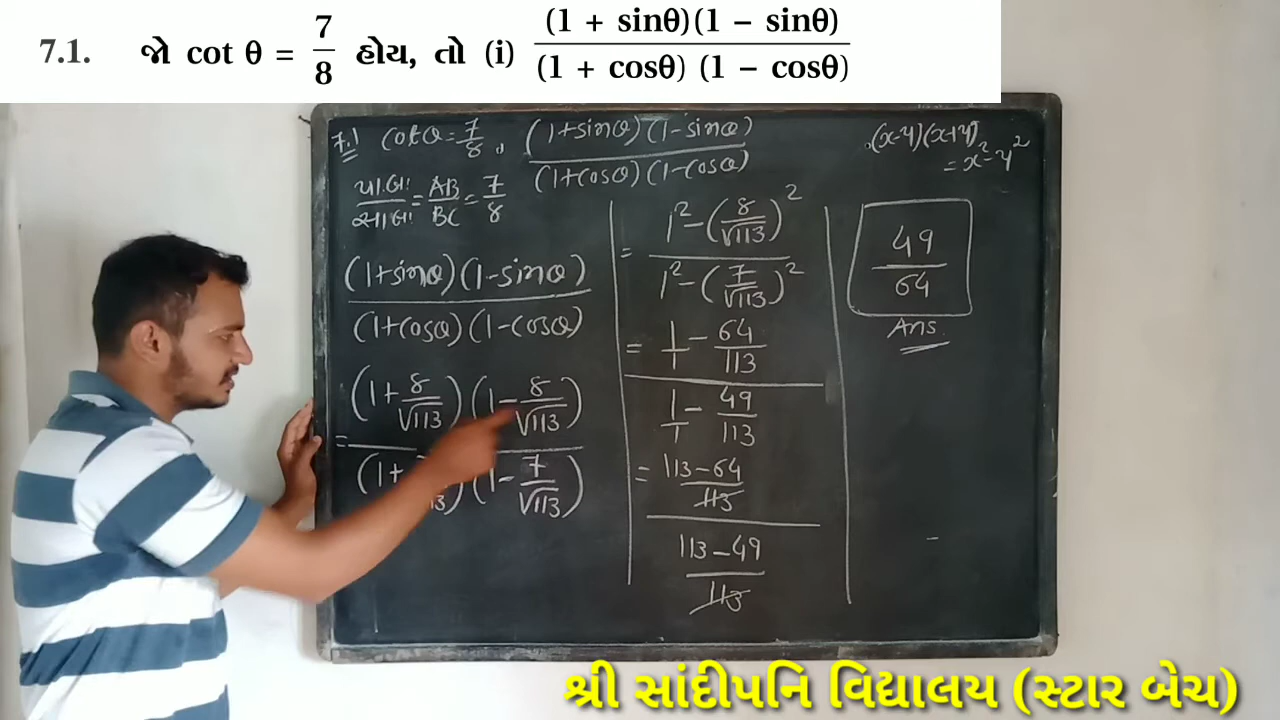 7.1. જો cot θ = 7/8 હોય, તો (i) (1 + sinθ)(1 − sinθ) / (1 + cosθ) (1 − cosθ)
7.1 cotθ = 7/8 , (1+sinθ)(1-sinθ) / (1+cosθ)(1-cosθ)
પા.બા / સા.બા = AB/BC = 7/8
(1+sinθ)(1-sinθ) / (1+cosθ)(1-cosθ)
= (1+ 8/√113)(1- 8/√113)
(1+ (1- 7/√113)
= 1² - (8/√113)² / 1² - (7/√113)²
= 1/1 - 64/113
1/1 - 49/113
= 113-64 / 113
113-49 / 113
(x-y)(x+y)
= x²-y²
49/64
Ans.
શ્રી સાંદીપનિ વિદ્યાલય (સ્ટાર બેચ)